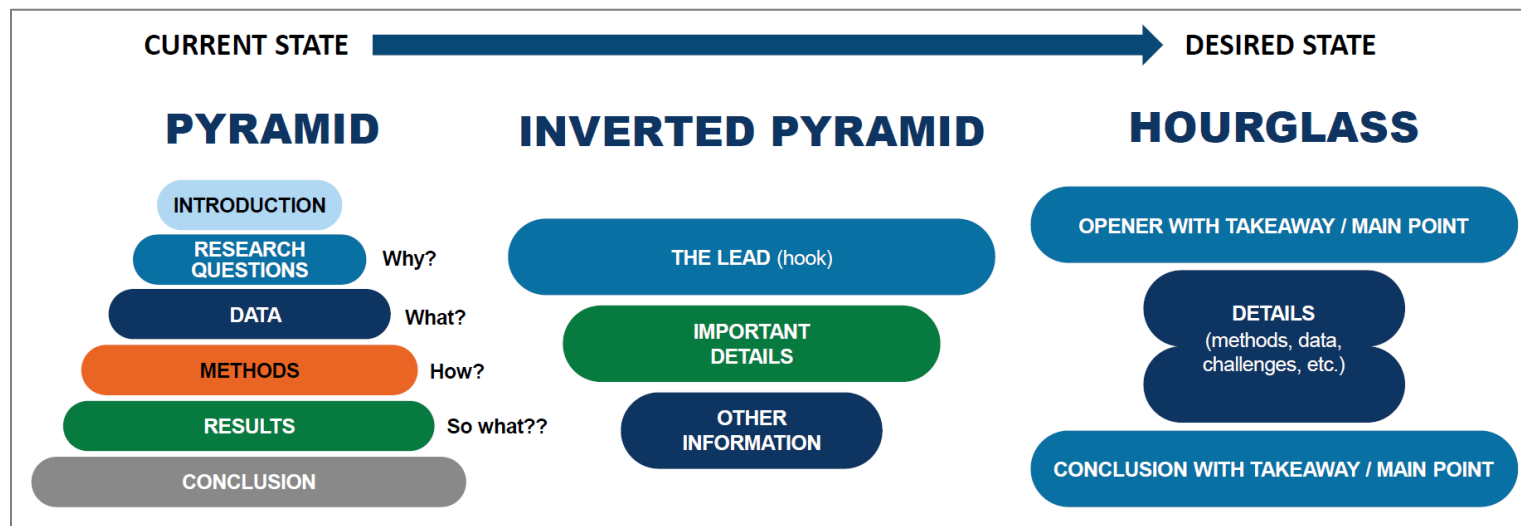 CURRENT STATE
DESIRED STATE
PYRAMID
INTRODUCTION
RESEARCH
QUESTIONS
Why?
DATA
What?
METHODS
How?
RESULTS
So what??
CONCLUSION
INVERTED PYRAMID
THE LEAD (hook)
IMPORTANT
DETAILS
OTHER
INFORMATION
HOURGLASS
OPENER WITH TAKEAWAY / MAIN POINT
DETAILS
(methods, data,
challenges, etc.)
CONCLUSION WITH TAKEAWAY / MAIN POINT